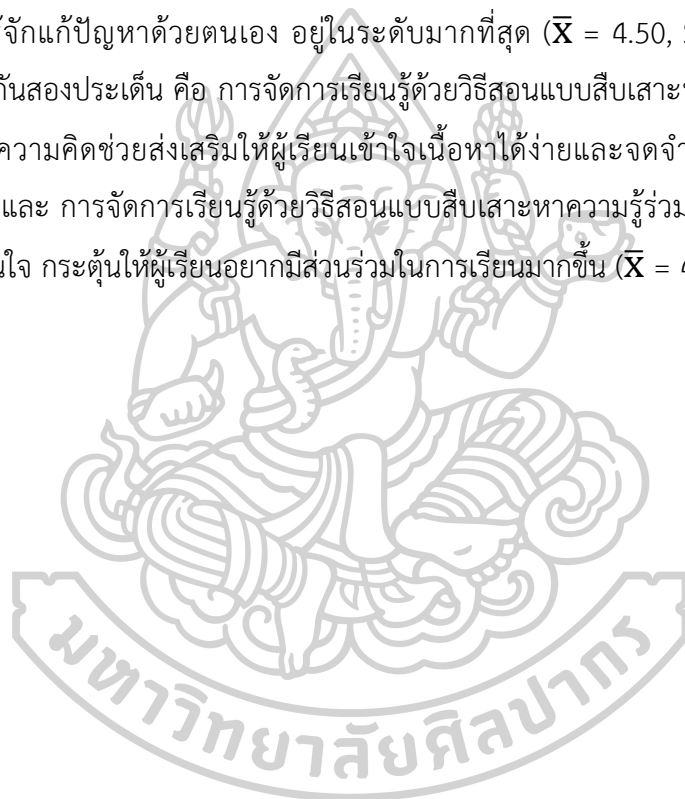 จักแก้ปัญหาด้วยตนเอง อยู่ในระดับมากที่สุด (X̅ = 4.50,
กันสองประเด็น คือ การจัดการเรียนรู้ด้วยวิธีสอนแบบสืบเสาะ
ความคิดช่วยส่งเสริมให้ผู้เรียนเข้าใจเนื้อหาได้ง่ายและจดจำ
และ การจัดการเรียนรู้ด้วยวิธีสอนแบบสืบเสาะหาความรู้ร่วม
นใจ กระตุ้นให้ผู้เรียนอยากมีส่วนร่วมในการเรียนมากขึ้น (X̅ = 4
มหาวิทยาลัยศิลปากร